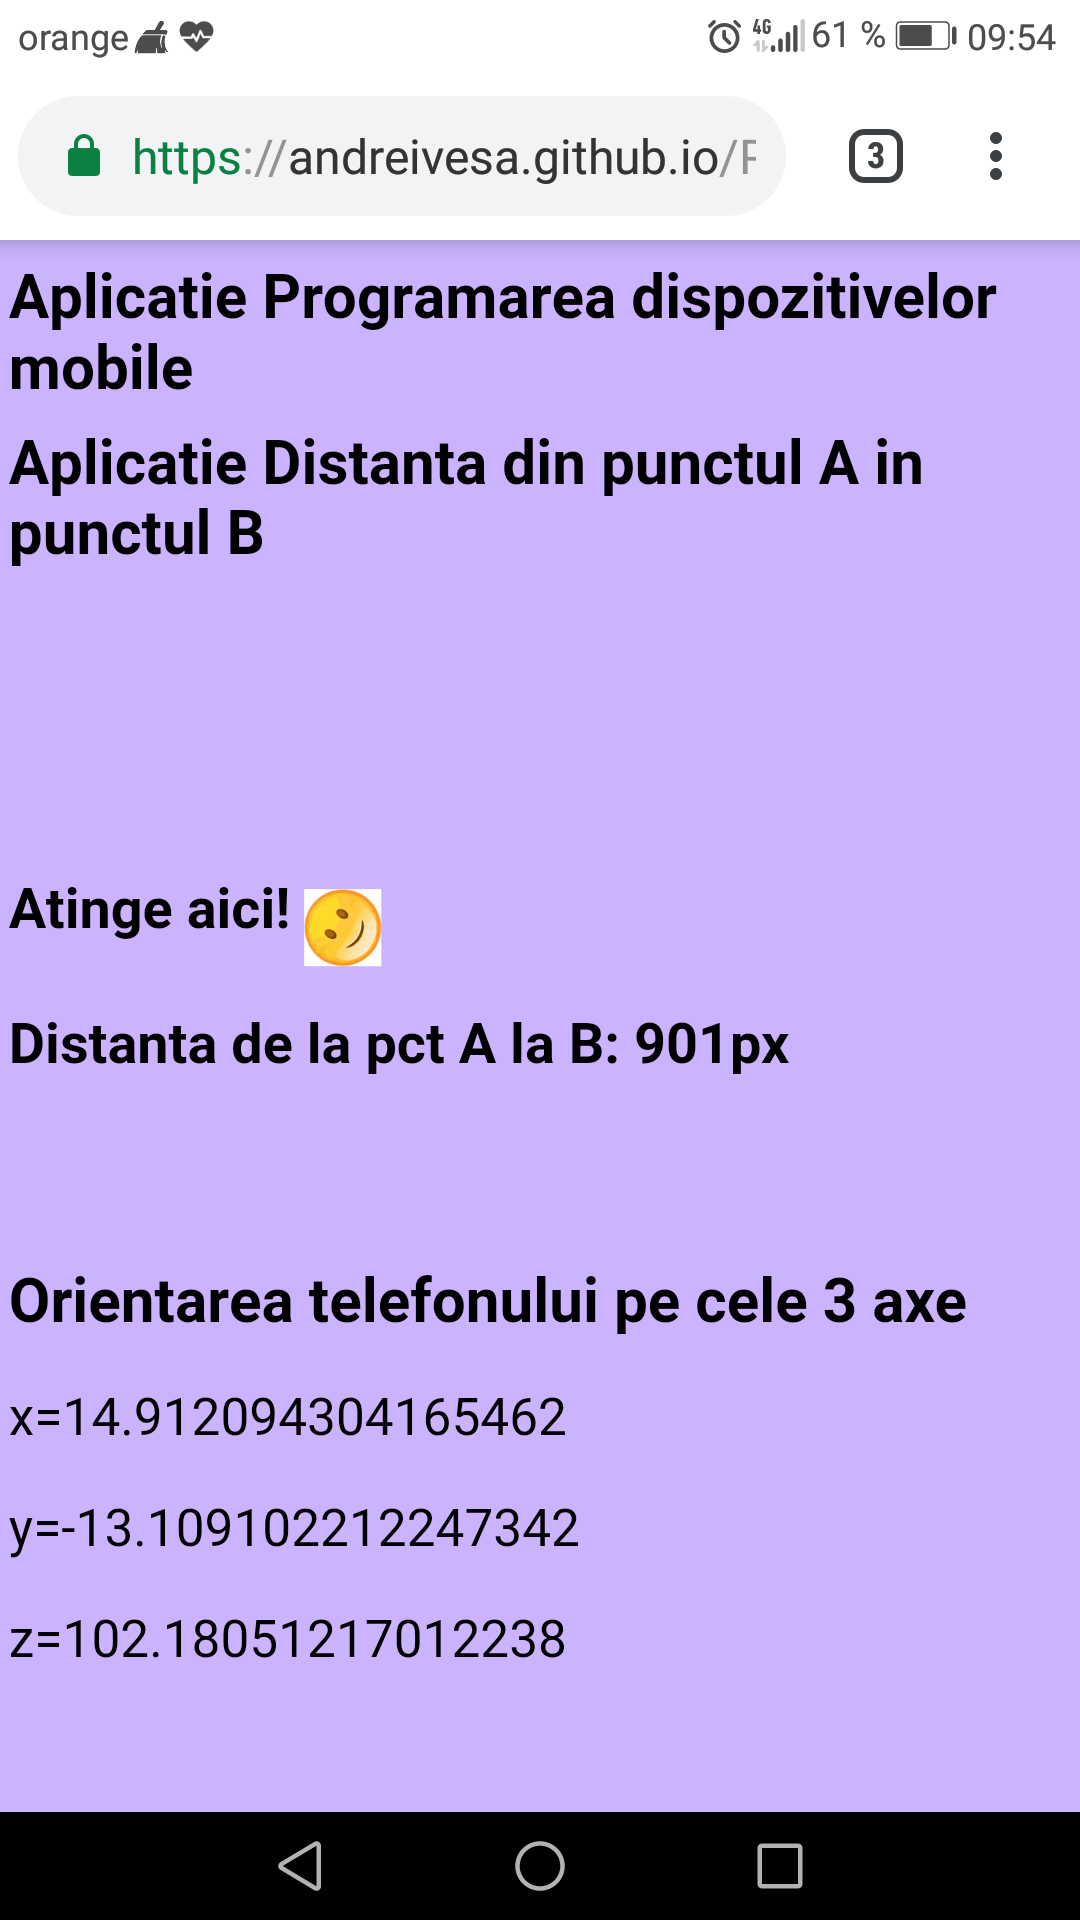 orange 4G 61 % 09:54
https://andreivesa.github.io/ 3
Aplicatie Programarea dispozitivelor
mobile
Aplicatie Distanta din punctul A in
punctul B
Atinge aici!
Distanta de la pct A la B: 901px
Orientarea telefonului pe cele 3 axe
x=14.912094304165462
y=-13.109102212247342
z=102.18051217012238